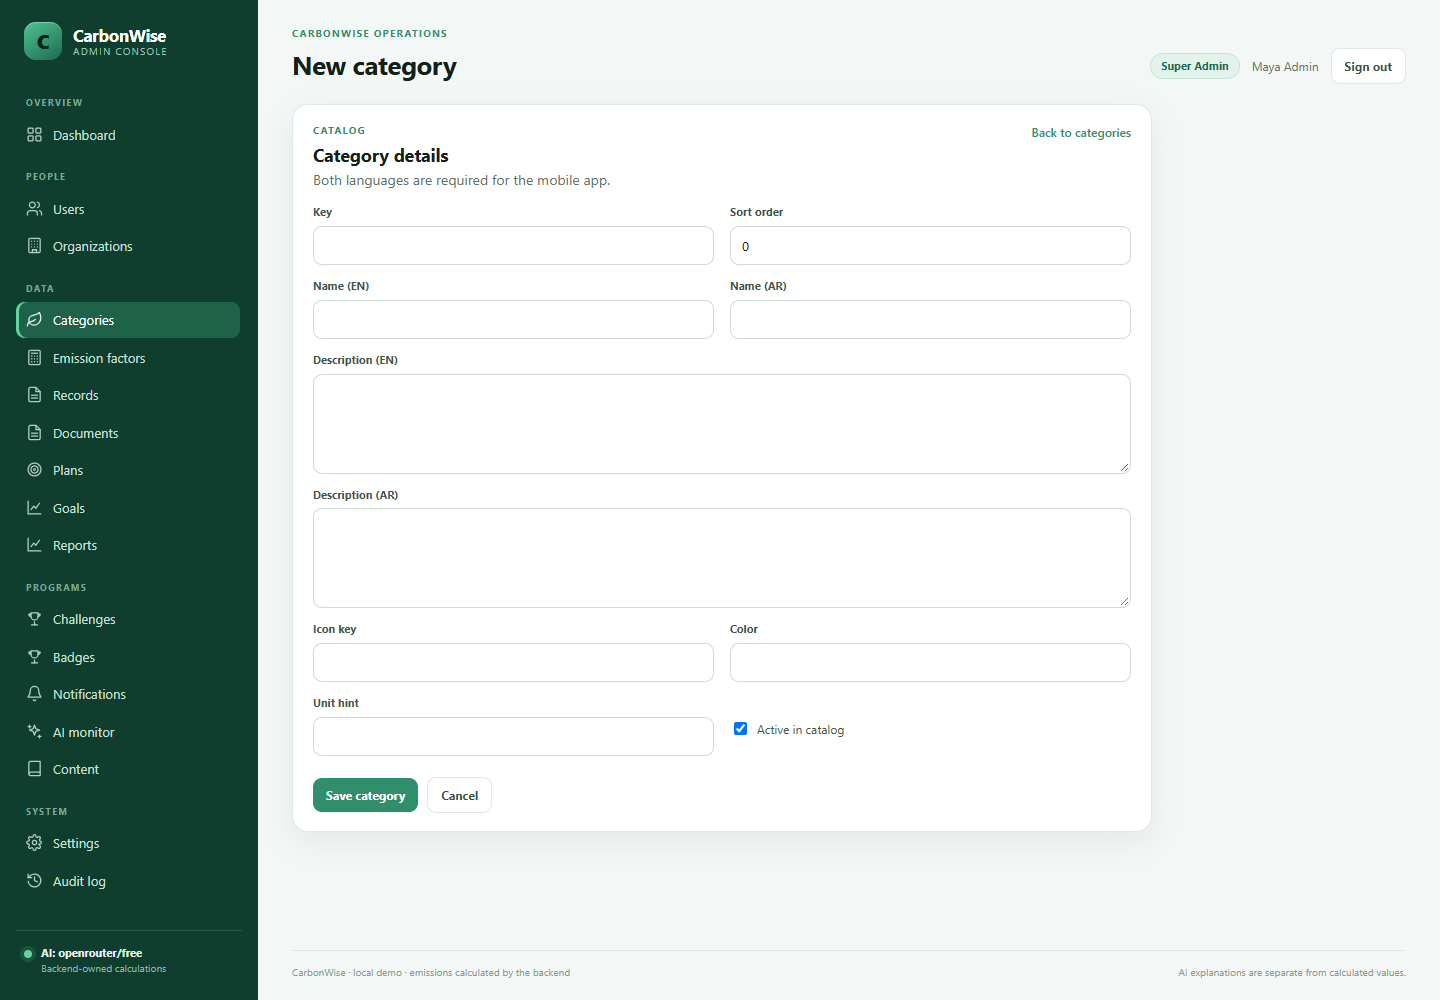 C
CarbonWise
ADMIN CONSOLE
OVERVIEW
Dashboard
PEOPLE
Users
Organizations
DATA
Categories
Emission factors
Records
Documents
Plans
Goals
Reports
PROGRAMS
Challenges
Badges
Notifications
AI monitor
Content
SYSTEM
Settings
Audit log
AI: openrouter/free
Backend-owned calculations
CARBONWISE OPERATIONS
New category
Super Admin
Maya Admin
Sign out
CATALOG
Back to categories
Category details
Both languages are required for the mobile app.
Key
Sort order
0
Name (EN)
Name (AR)
Description (EN)
Description (AR)
Icon key
Color
Unit hint
Active in catalog
Save category
Cancel
CarbonWise · local demo · emissions calculated by the backend
AI explanations are separate from calculated values.